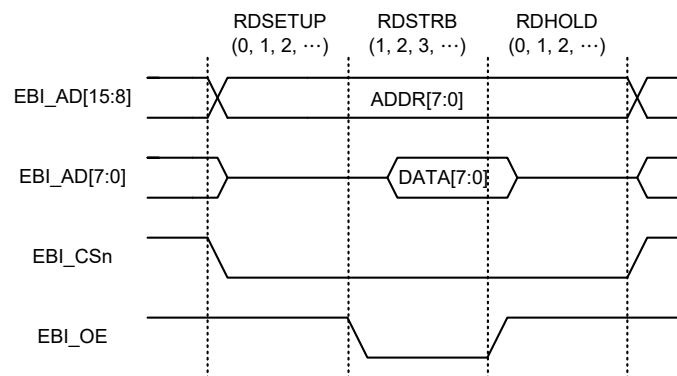 RDSETUP RDSTRB RDHOLD
(0, 1, 2, ⋯) (1, 2, 3, ⋯) (0, 1, 2, ⋯)
EBI_AD[15:8] ADDR[7:0]
EBI_AD[7:0] DATA[7:0]
EBI_CSn
EBI_OE